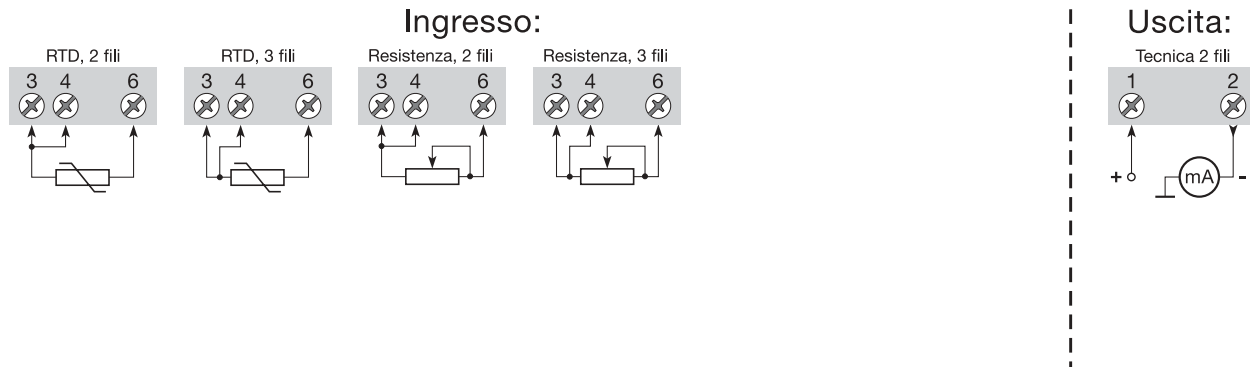 Ingresso:
RTD, 2 fili
3 4 6
RTD, 3 fili
3 4 6
Resistenza, 2 fili
3 4 6
Resistenza, 3 fili
3 4 6
Uscita:
Tecnica 2 fili
1 2
+ mA -